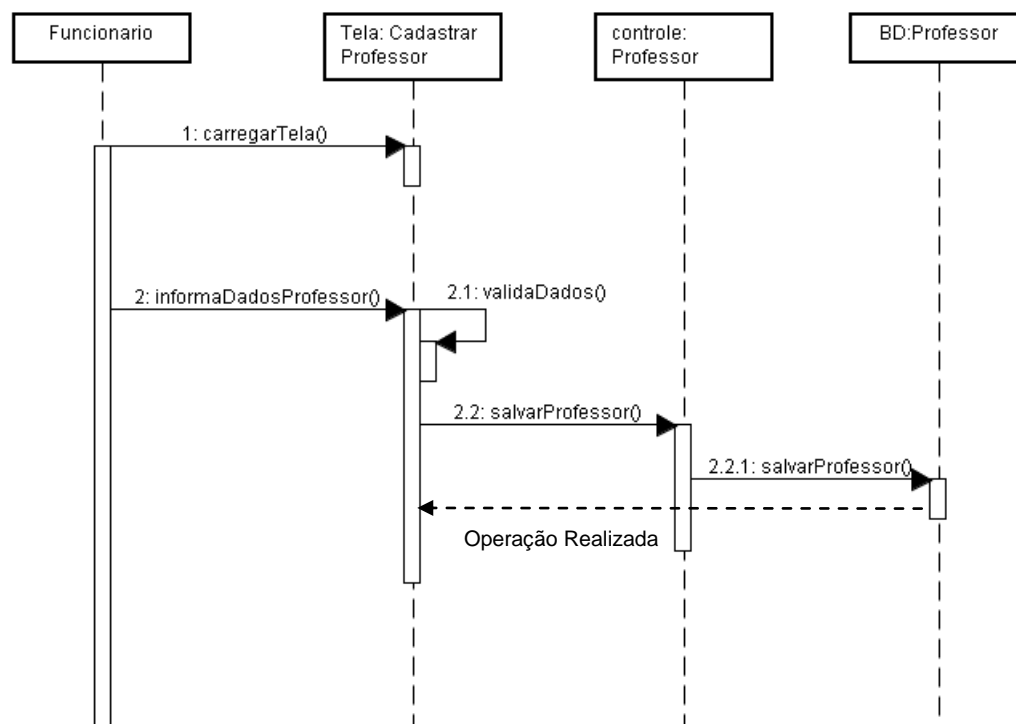 Funcionario
Tela: Cadastrar
Professor
controle:
Professor
BD:Professor
1: carregarTela()
2: informaDadosProfessor()
2.1: validaDados()
2.2: salvarProfessor()
2.2.1: salvarProfessor()
Operação Realizada